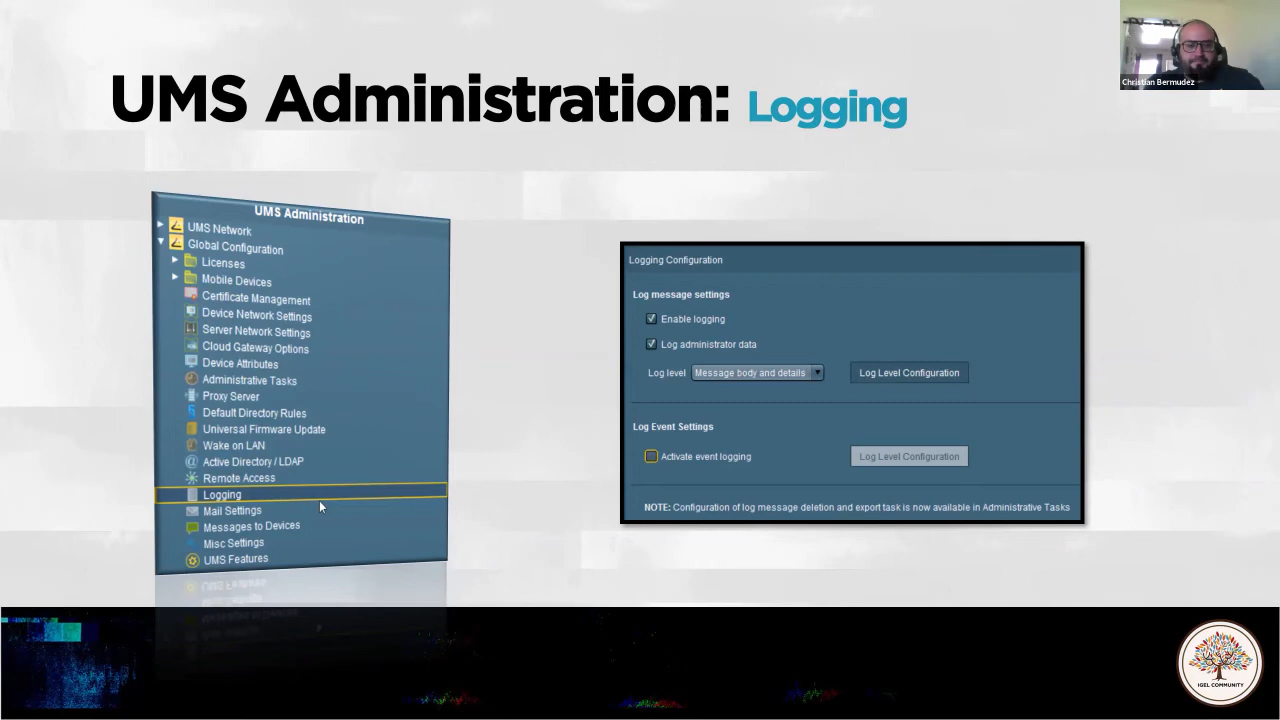 UMS Administration: Logging
Christian Bermudez
UMS Administration
UMS Network
Global Configuration
Licenses
Mobile Devices
Certificate Management
Device Network Settings
Server Network Settings
Cloud Gateway Options
Device Attributes
Administrative Tasks
Proxy Server
Default Directory Rules
Universal Firmware Update
Wake on LAN
Active Directory / LDAP
Remote Access
Logging
Mail Settings
Messages to Devices
Misc Settings
UMS Features
Logging Configuration
Log message settings
Enable logging
Log administrator data
Log level Message body and details Log Level Configuration
Log Event Settings
Activate event logging Log Level Configuration
NOTE: Configuration of log message deletion and export task is now available in Administrative Tasks
IGEL COMMUNITY